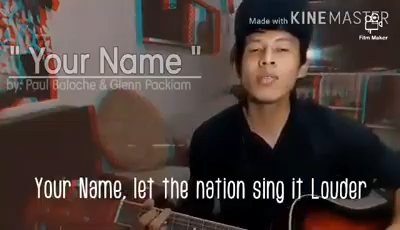 Made with KINEMASTER
Film Maker
" Your Name "
by: Paul Baloche & Glenn Packiam
Your Name, let the nation sing it Louder